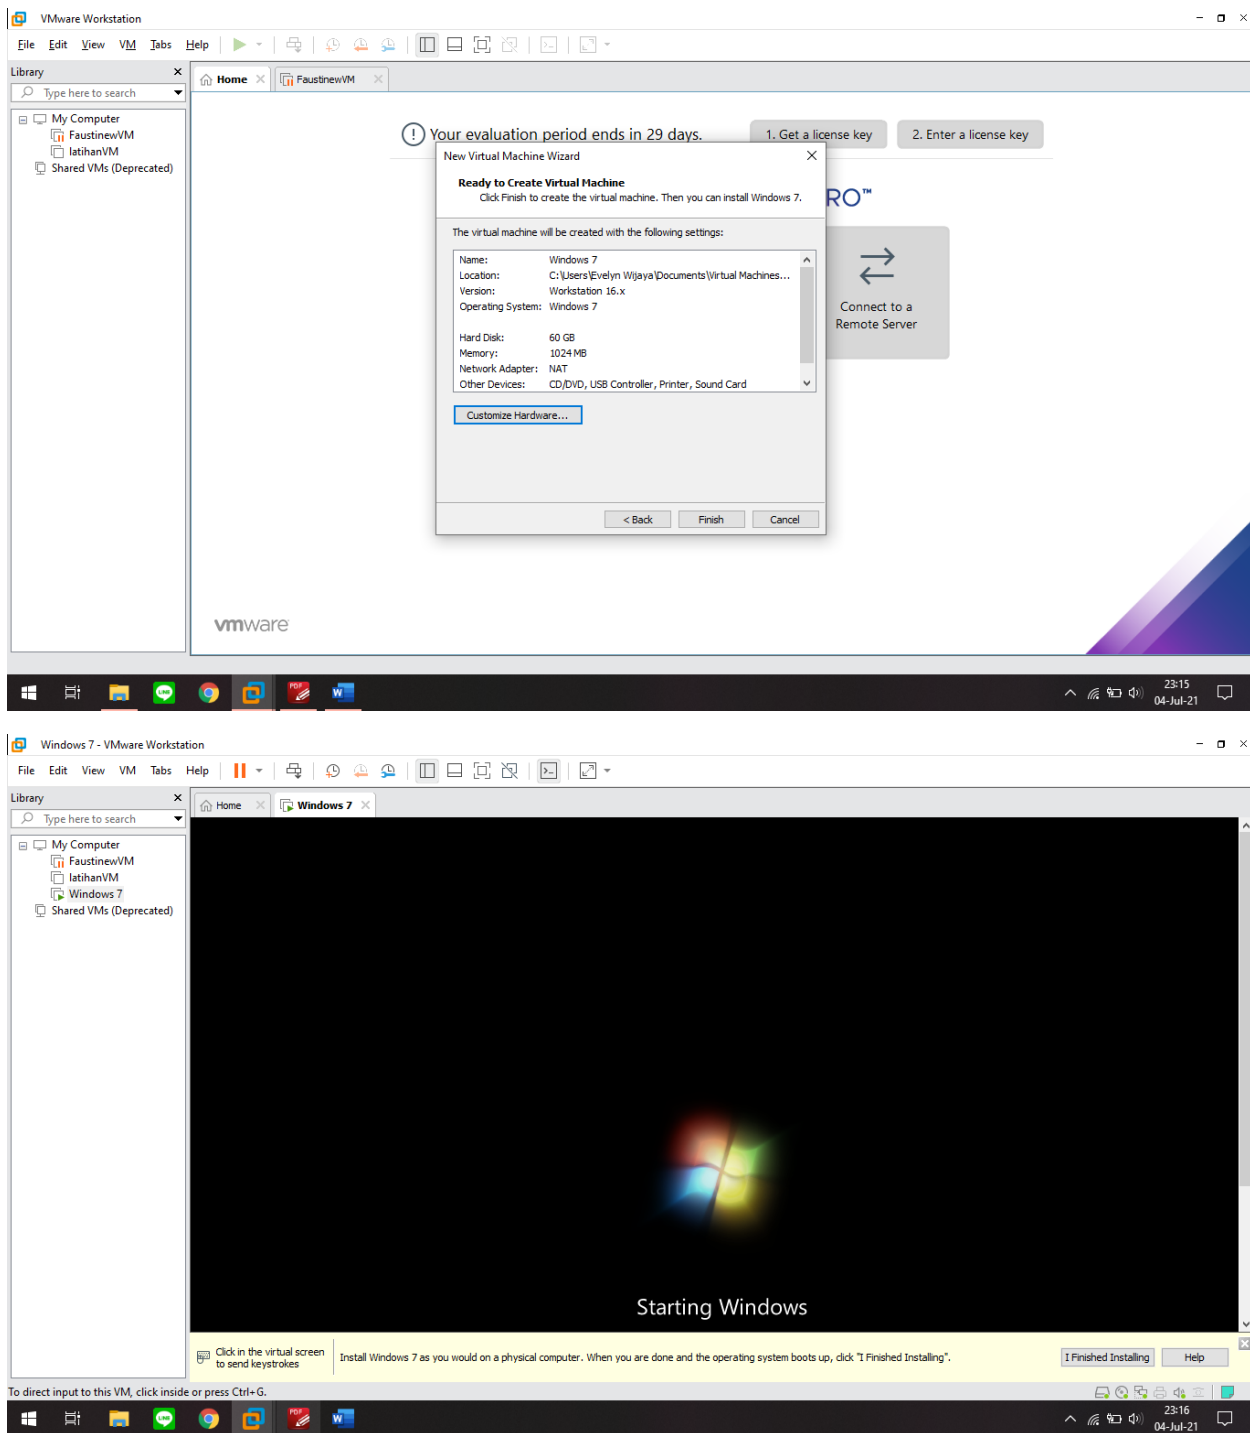 VMware Workstation
File Edit View VM Tabs Help
Library
Type here to search
My Computer
FaustinewVM
latihanVM
Shared VMs (Deprecated)
Home
FaustinewVM
Your evaluation period ends in 29 days.
1. Get a license key
2. Enter a license key
RO™
Connect to a
Remote Server
New Virtual Machine Wizard
Ready to Create Virtual Machine
Click Finish to create the virtual machine. Then you can install Windows 7.
The virtual machine will be created with the following settings:
Name: Windows 7
Location: C:\Users\Evelyn Wijaya\Documents\Virtual Machines...
Version: Workstation 16.x
Operating System: Windows 7
Hard Disk: 60 GB
Memory: 1024 MB
Network Adapter: NAT
Other Devices: CD/DVD, USB Controller, Printer, Sound Card
Customize Hardware...
< Back Finish Cancel
vmware
LINE PDF W
23:15
04-Jul-21
Windows 7 - VMware Workstation
File Edit View VM Tabs Help
Library
Type here to search
My Computer
FaustinewVM
latihanVM
Windows 7
Shared VMs (Deprecated)
Home
Windows 7
Starting Windows
Click in the virtual screen
to send keystrokes
Install Windows 7 as you would on a physical computer. When you are done and the operating system boots up, click "I Finished Installing".
I Finished Installing
Help
To direct input to this VM, click inside or press Ctrl+G.
LINE PDF W
23:16
04-Jul-21